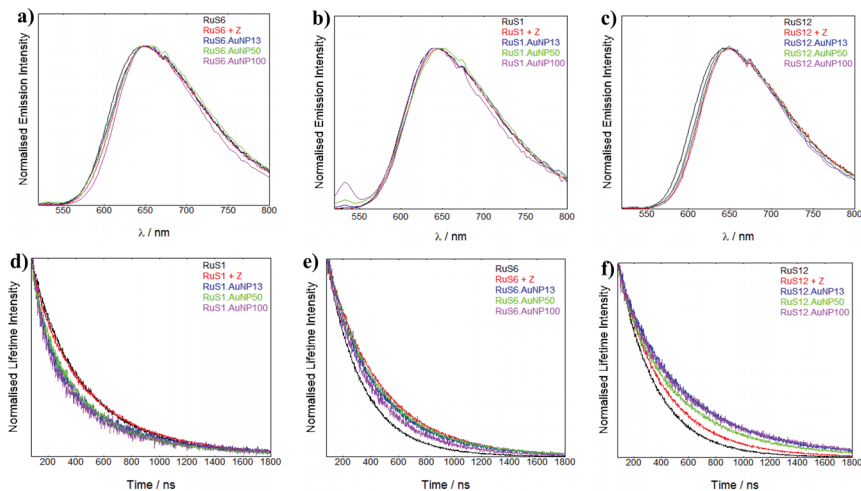 a)
RuS6
RuS6 + Z
RuS6.AuNP13
RuS6.AuNP50
RuS6.AuNP100
Normalised Emission Intensity
550 600 650 700 750 800
λ / nm
b)
RuS1
RuS1 + Z
RuS1.AuNP13
RuS1.AuNP50
RuS1.AuNP100
Normalised Emission Intensity
550 600 650 700 750 800
λ / nm
c)
RuS12
RuS12 + Z
RuS12.AuNP13
RuS12.AuNP50
RuS12.AuNP100
Normalised Emission Intensity
550 600 650 700 750 800
λ / nm
d)
RuS1
RuS1 + Z
RuS1.AuNP13
RuS1.AuNP50
RuS1.AuNP100
Normalised Lifetime Intensity
200 400 600 800 1000 1200 1400 1600 1800
Time / ns
e)
RuS6
RuS6 + Z
RuS6.AuNP13
RuS6.AuNP50
RuS6.AuNP100
Normalised Lifetime Intensity
200 400 600 800 1000 1200 1400 1600 1800
Time / ns
f)
RuS12
RuS12 + Z
RuS12.AuNP13
RuS12.AuNP50
RuS12.AuNP100
Normalised Lifetime Intensity
200 400 600 800 1000 1200 1400 1600 1800
Time / ns